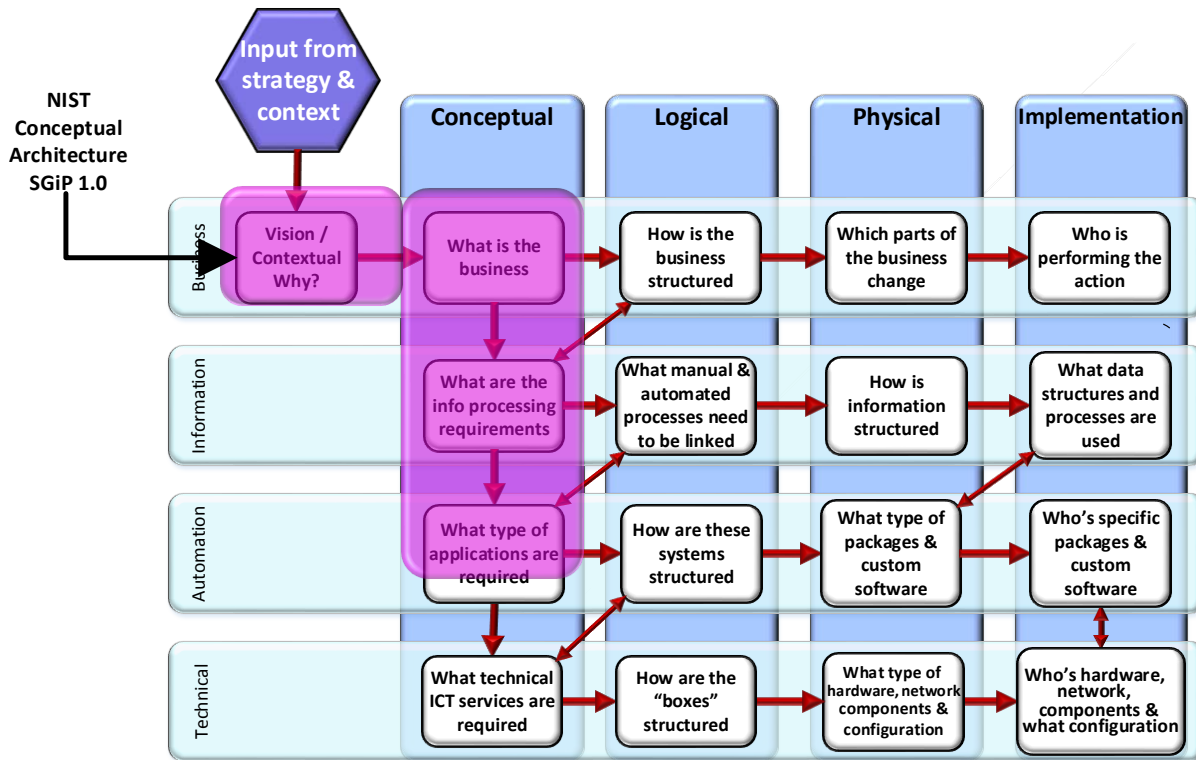 Input from
strategy &
context
NIST
Conceptual
Architecture
SGiP 1.0
Conceptual
Logical
Physical
Implementation
Business
Vision /
Contextual
Why?
What is the
business
How is the
business
structured
Which parts of
the business
change
Who is
performing the
action
Information
What are the
info processing
requirements
What manual &
automated
processes need
to be linked
How is
information
structured
What data
structures and
processes are
used
Automation
What type of
applications are
required
How are these
systems
structured
What type of
packages &
custom
software
Who's specific
packages &
custom
software
Technical
What technical
ICT services are
required
How are the
“boxes”
structured
What type of
hardware, network
components &
configuration
Who's hardware,
network,
components &
what configuration